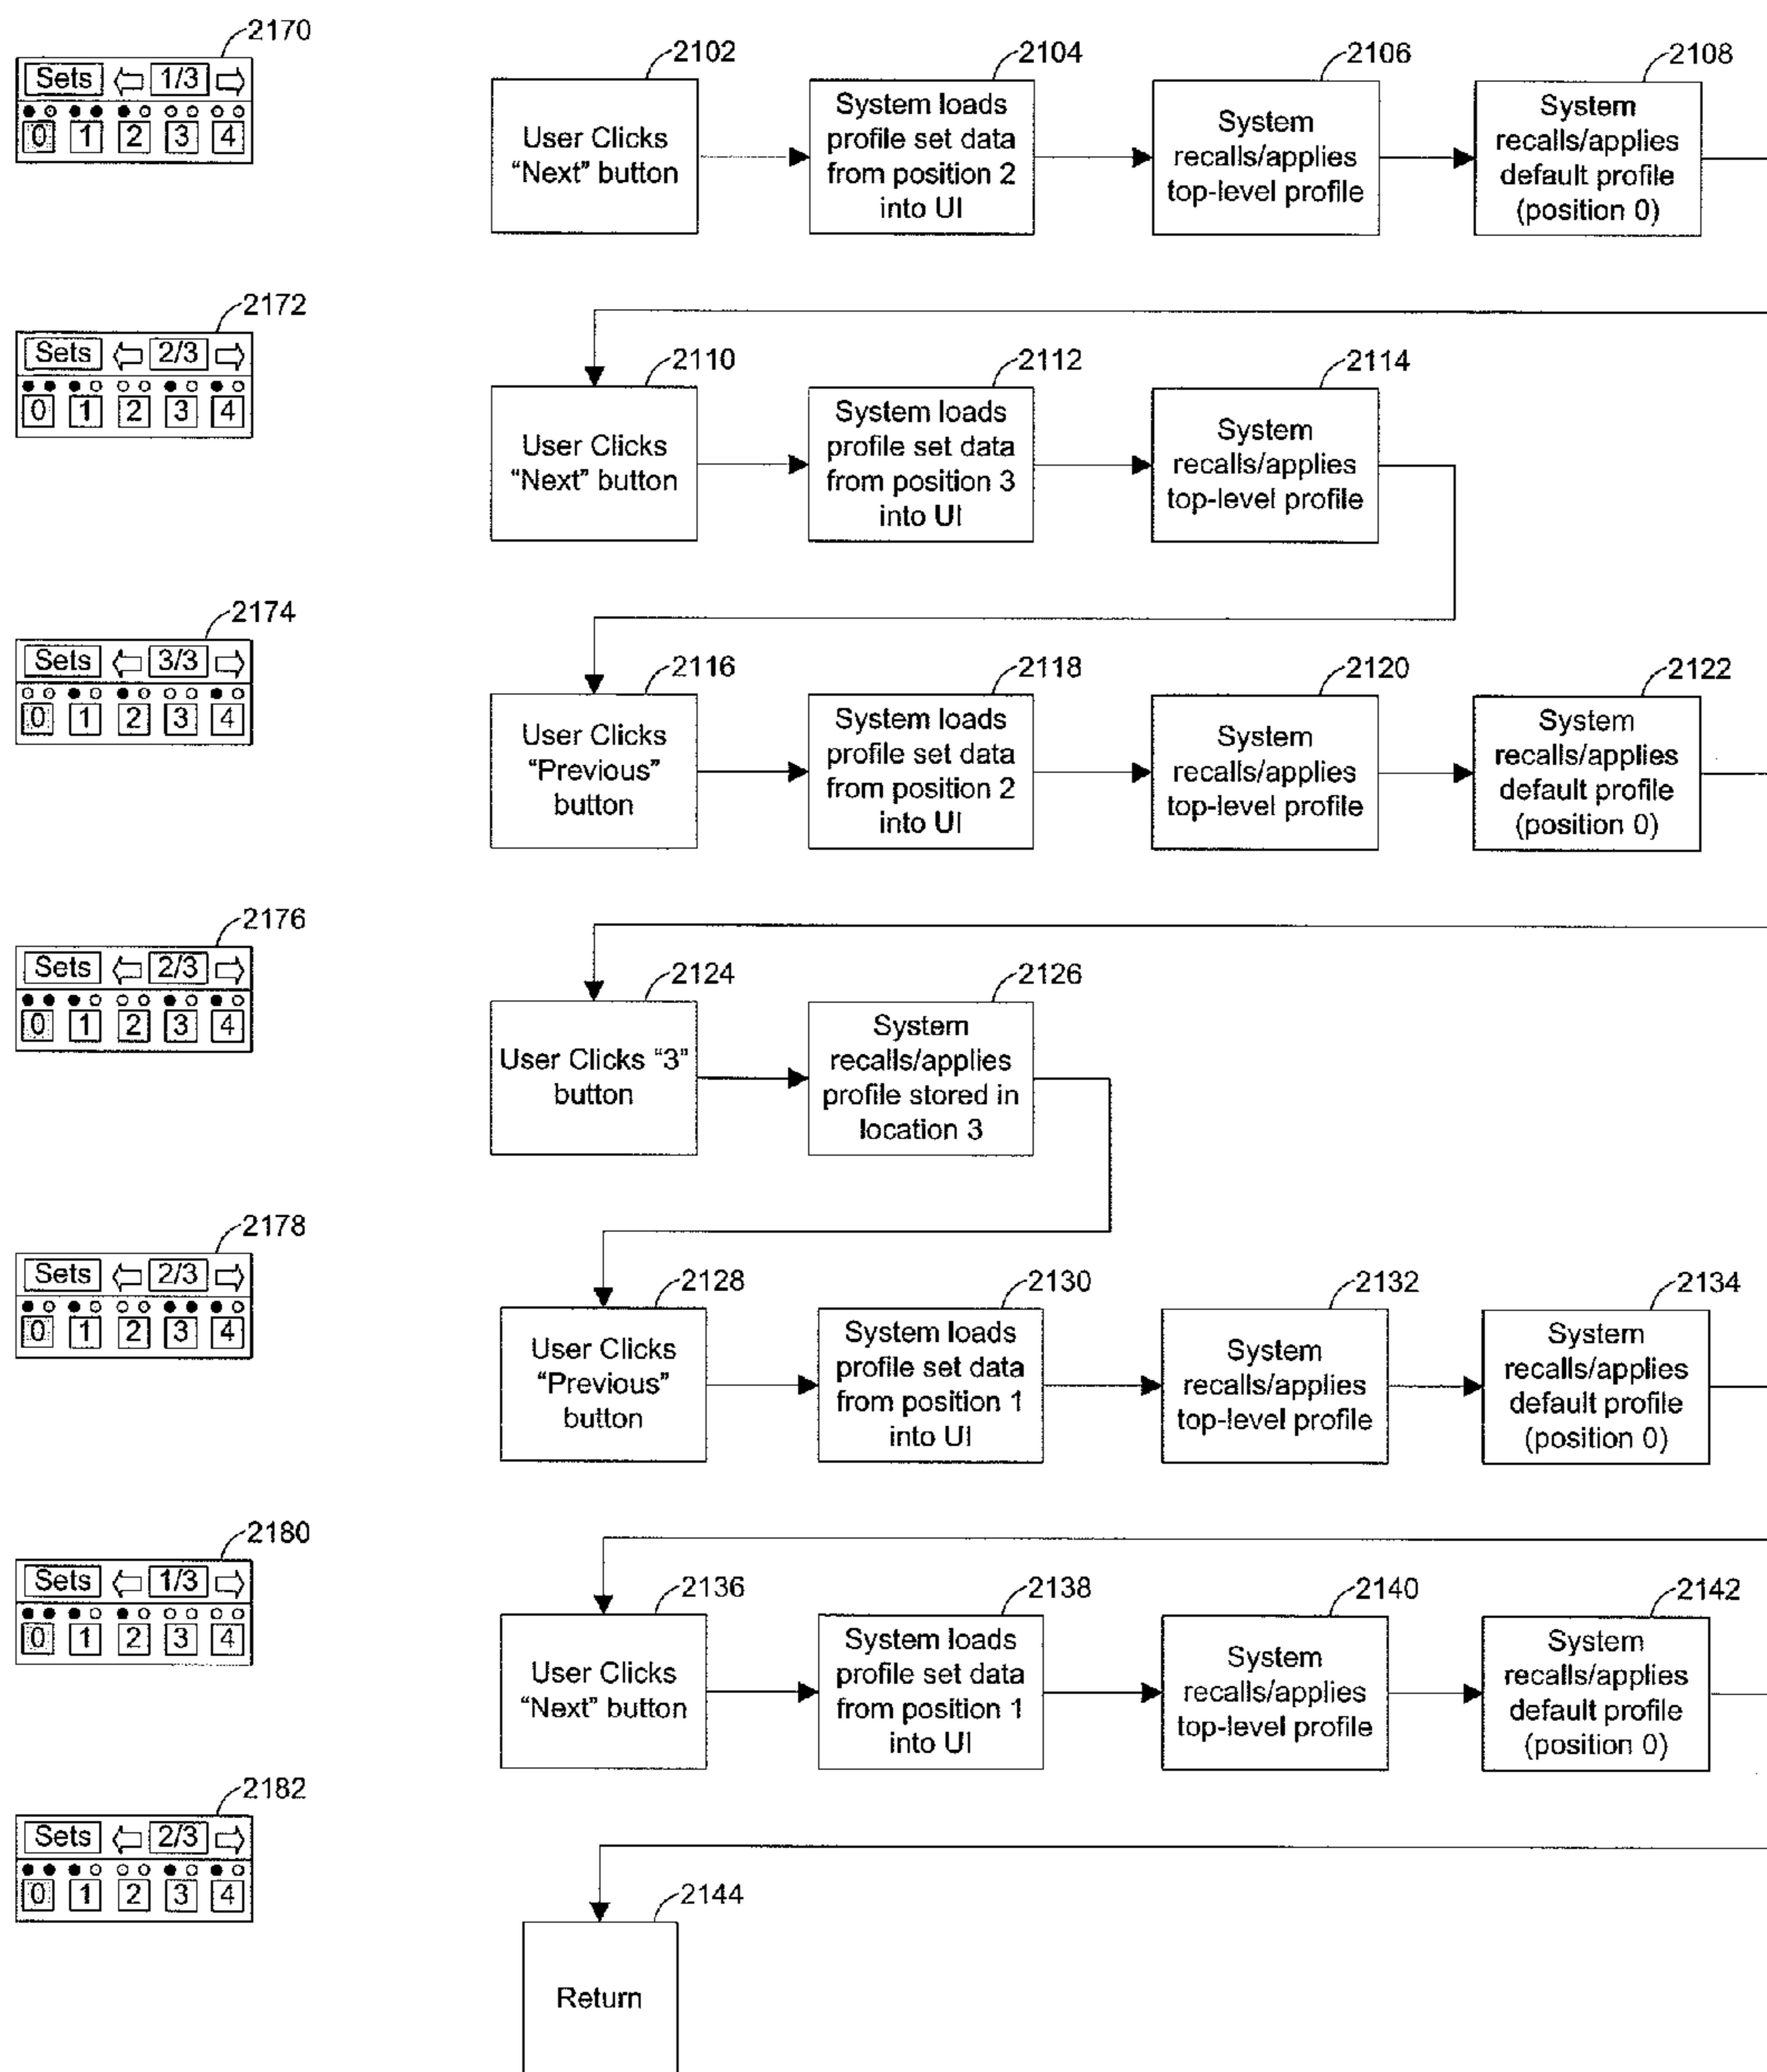 2170
Sets 1/3
0 1 2 3 4
2102
User Clicks
“Next” button
2104
System loads
profile set data
from position 2
into UI
2106
System
recalls/applies
top-level profile
2108
System
recalls/applies
default profile
(position 0)
2172
Sets 2/3
0 1 2 3 4
2110
User Clicks
“Next” button
2112
System loads
profile set data
from position 3
into UI
2114
System
recalls/applies
top-level profile
2174
Sets 3/3
0 1 2 3 4
2116
User Clicks
“Previous”
button
2118
System loads
profile set data
from position 2
into UI
2120
System
recalls/applies
top-level profile
2122
System
recalls/applies
default profile
(position 0)
2176
Sets 2/3
0 1 2 3 4
2124
User Clicks “3”
button
2126
System
recalls/applies
profile stored in
location 3
2178
Sets 2/3
0 1 2 3 4
2128
User Clicks
“Previous”
button
2130
System loads
profile set data
from position 1
into UI
2132
System
recalls/applies
top-level profile
2134
System
recalls/applies
default profile
(position 0)
2180
Sets 1/3
0 1 2 3 4
2136
User Clicks
“Next” button
2138
System loads
profile set data
from position 1
into UI
2140
System
recalls/applies
top-level profile
2142
System
recalls/applies
default profile
(position 0)
2182
Sets 2/3
0 1 2 3 4
2144
Return